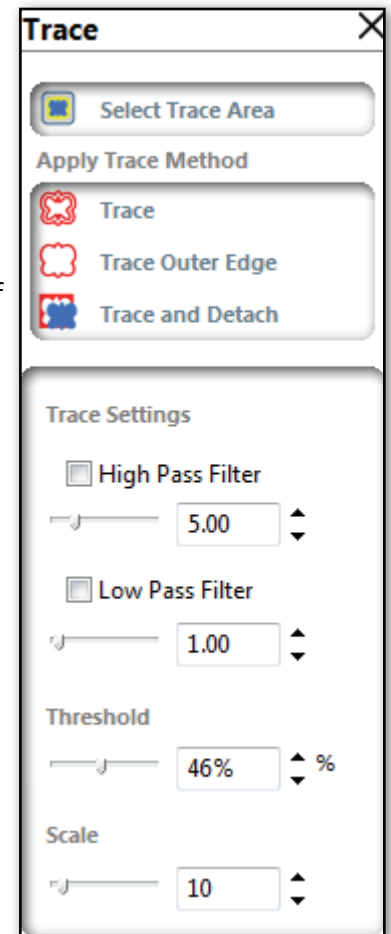 Trace
Select Trace Area
Apply Trace Method
Trace
Trace Outer Edge
Trace and Detach
Trace Settings
High Pass Filter
5.00
Low Pass Filter
1.00
Threshold
46% %
Scale
10